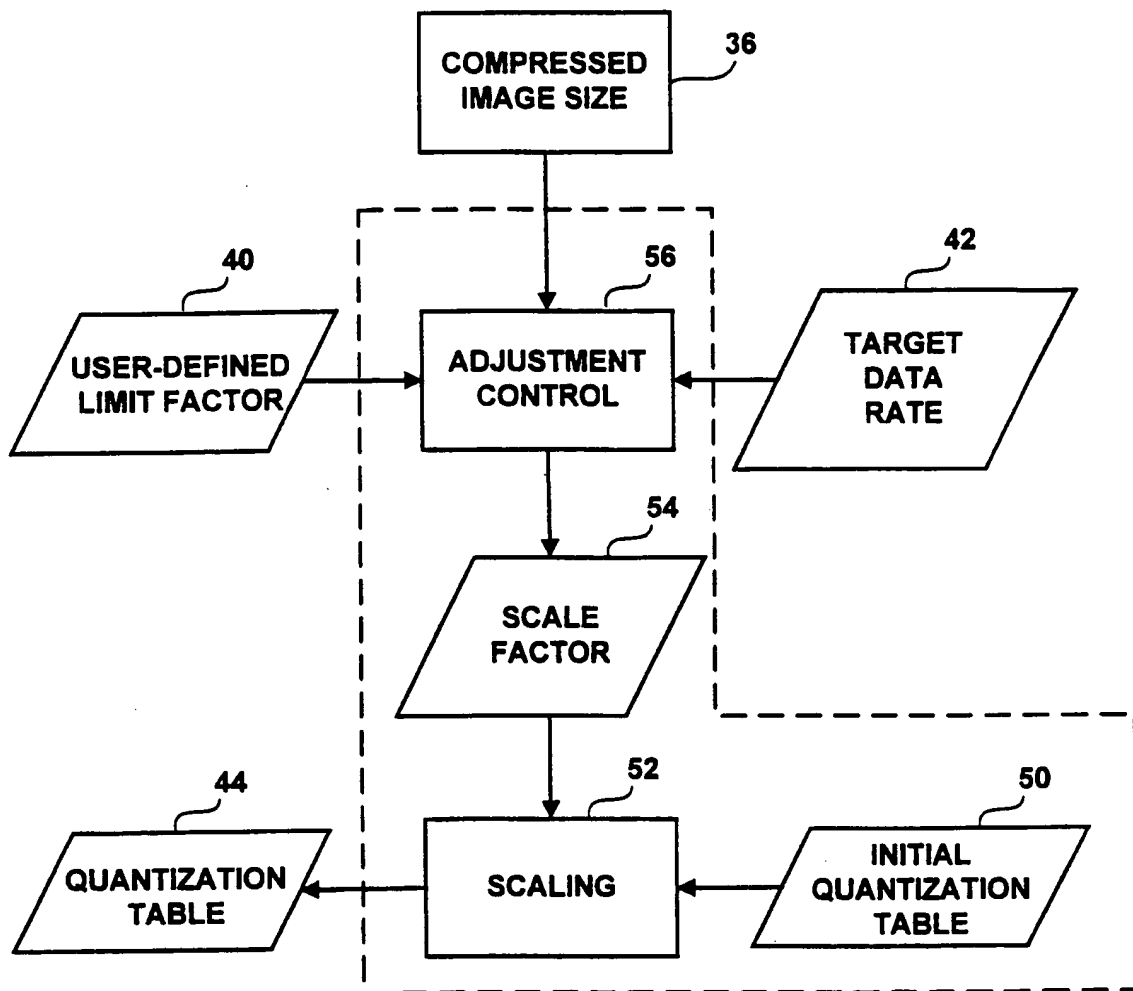 36
COMPRESSED
IMAGE SIZE
40
56
42
USER-DEFINED
LIMIT FACTOR
ADJUSTMENT
CONTROL
TARGET
DATA
RATE
54
SCALE
FACTOR
44
52
50
QUANTIZATION
TABLE
SCALING
INITIAL
QUANTIZATION
TABLE